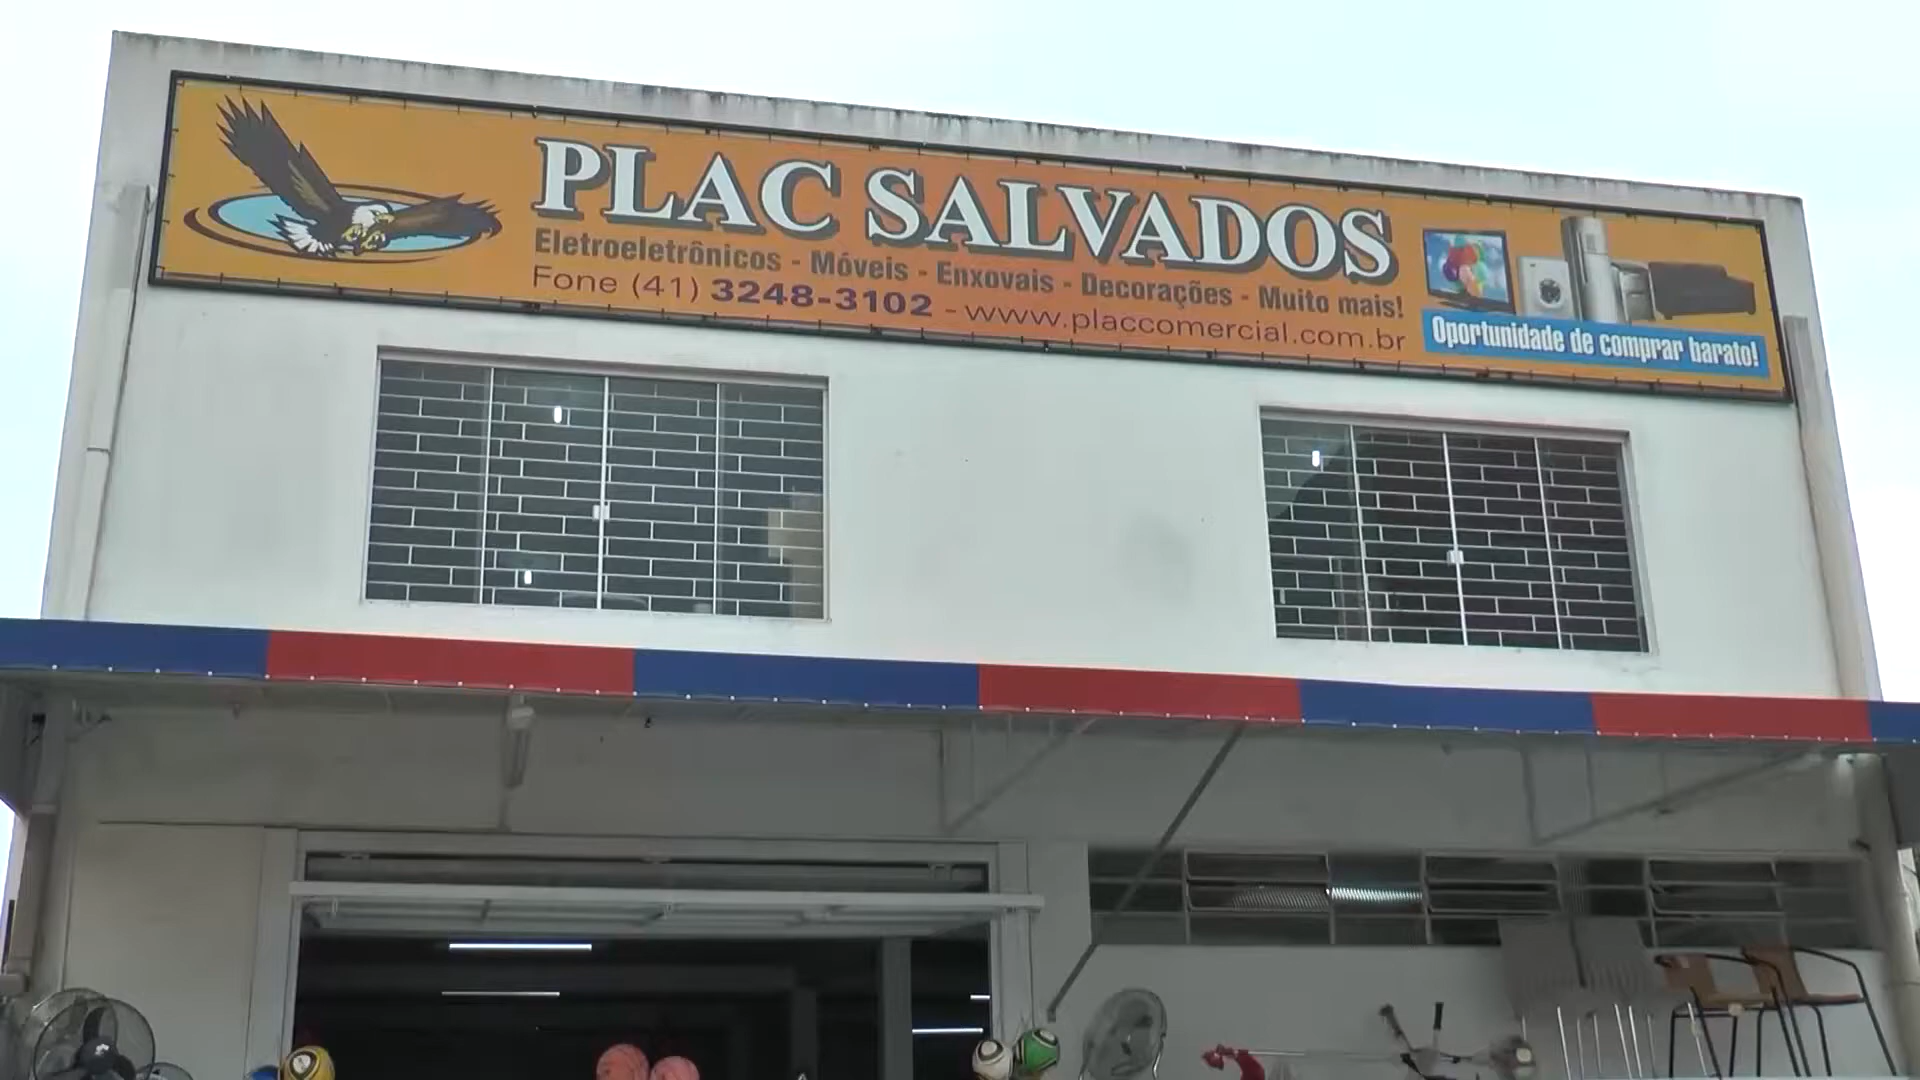 PLAC SALVADOS
Eletroeletrônicos - Móveis - Enxovais - Decorações - Muito mais!
Fone (41) 3248-3102 - www.placcomercial.com.br
Oportunidade de comprar barato!